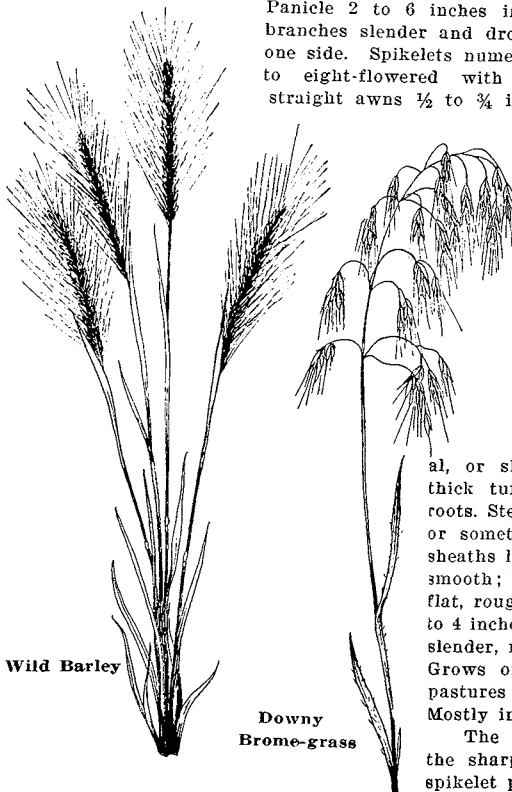 Panicle 2 to 6 inches in
branches slender and dro
one side. Spikelets nume
to eight-flowered with
straight awns ½ to ¾ i
al, or sl
thick tuf
roots. Ste
or somet
sheaths l
smooth;
flat, roug
to 4 inche
slender, r
Grows o
pastures
Mostly in
The
the sharp
spikelet p
Wild Barley
Downy
Brome-grass